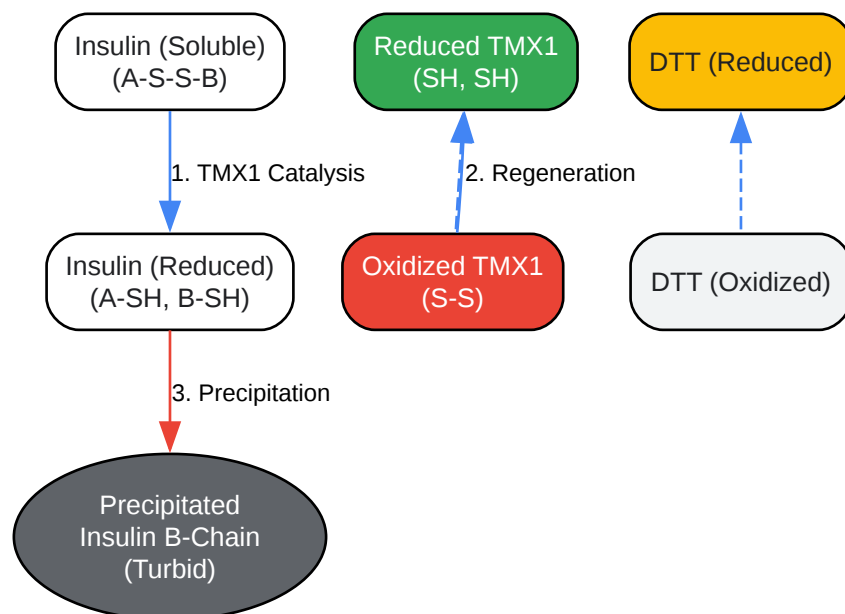 Insulin (Soluble)
(A-S-S-B)
Reduced TMX1
(SH, SH)
DTT (Reduced)
1. TMX1 Catalysis
2. Regeneration
Insulin (Reduced)
(A-SH, B-SH)
Oxidized TMX1
(S-S)
DTT (Oxidized)
3. Precipitation
Precipitated
Insulin B-Chain
(Turbid)